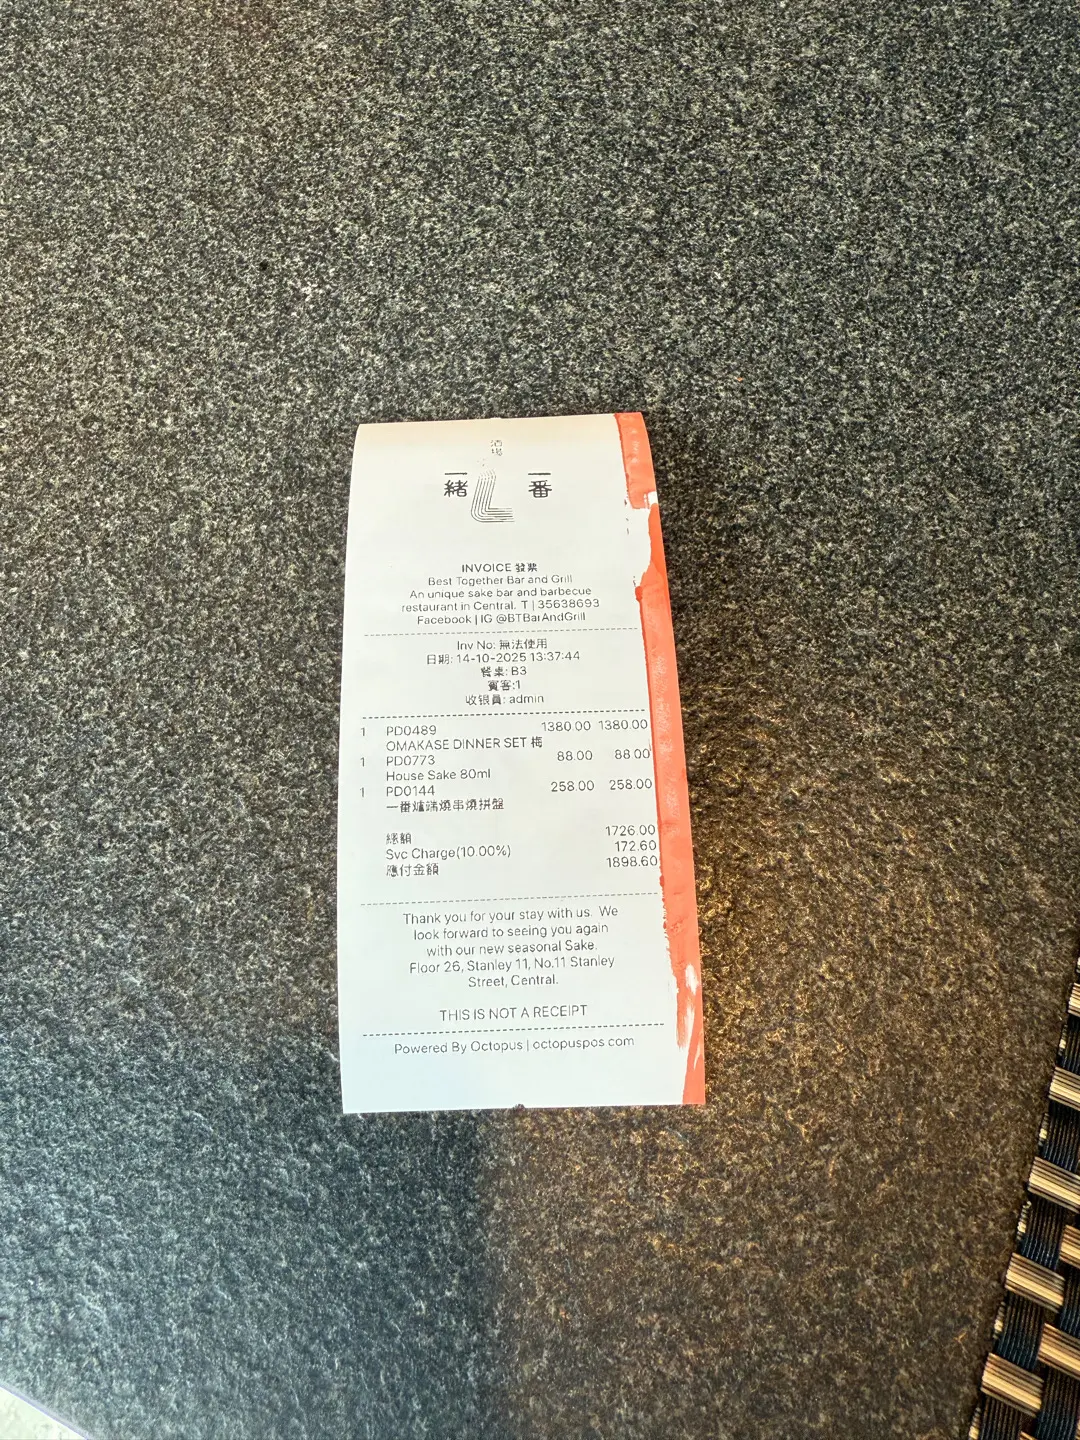 酒場
一緒 一番
INVOICE 發票
Best Together Bar and Grill
An unique sake bar and barbecue
restaurant in Central. T | 35638693
Facebook | IG @BTBarAndGrill
Inv No: 無法使用
日期: 14-10-2025 13:37:44
餐桌: B3
賓客:1
收银員: admin
1 PD0489 1380.00 1380.00
OMAKASE DINNER SET 梅
1 PD0773 88.00 88.00
House Sake 80ml
1 PD0144 258.00 258.00
一番爐端燒串燒拼盤
總額 1726.00
Svc Charge(10.00%) 172.60
應付金額 1898.60
Thank you for your stay with us. We
look forward to seeing you again
with our new seasonal Sake.
Floor 26, Stanley 11, No.11 Stanley
Street, Central.
THIS IS NOT A RECEIPT
Powered By Octopus | octopuspos.com